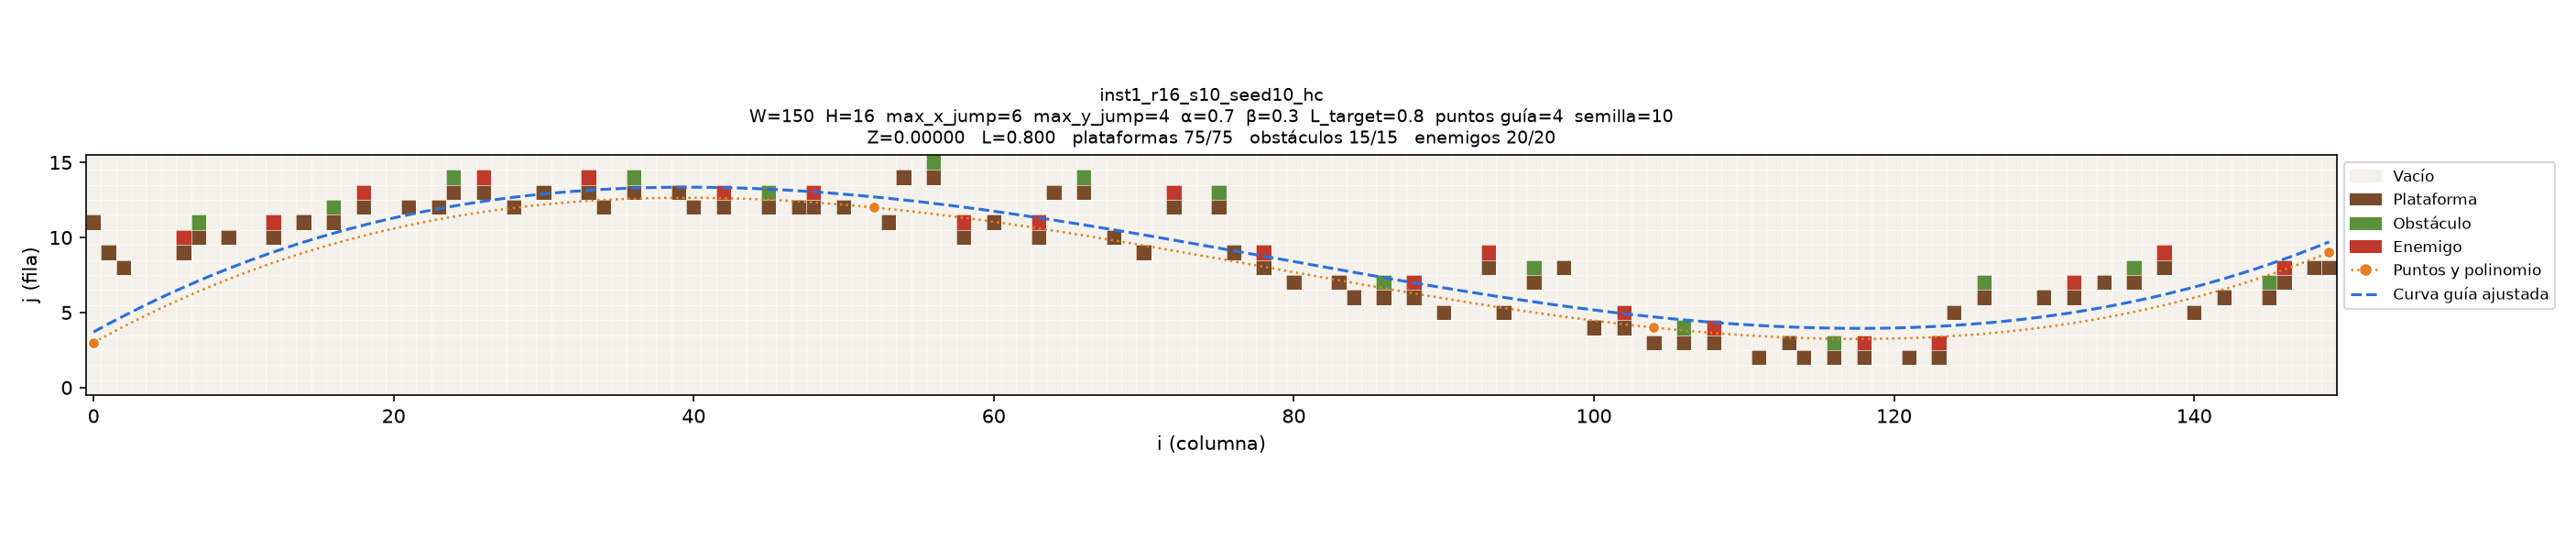 inst1_r16_s10_seed10_hc
W=150  H=16  max_x_jump=6  max_y_jump=4  α=0.7  β=0.3  L_target=0.8  puntos guía=4  semilla=10
Z=0.00000   L=0.800   plataformas 75/75   obstáculos 15/15   enemigos 20/20
15
10
5
0
j (fila)
0 20 40 60 80 100 120 140
i (columna)
Vacío
Plataforma
Obstáculo
Enemigo
Puntos y polinomio
Curva guía ajustada